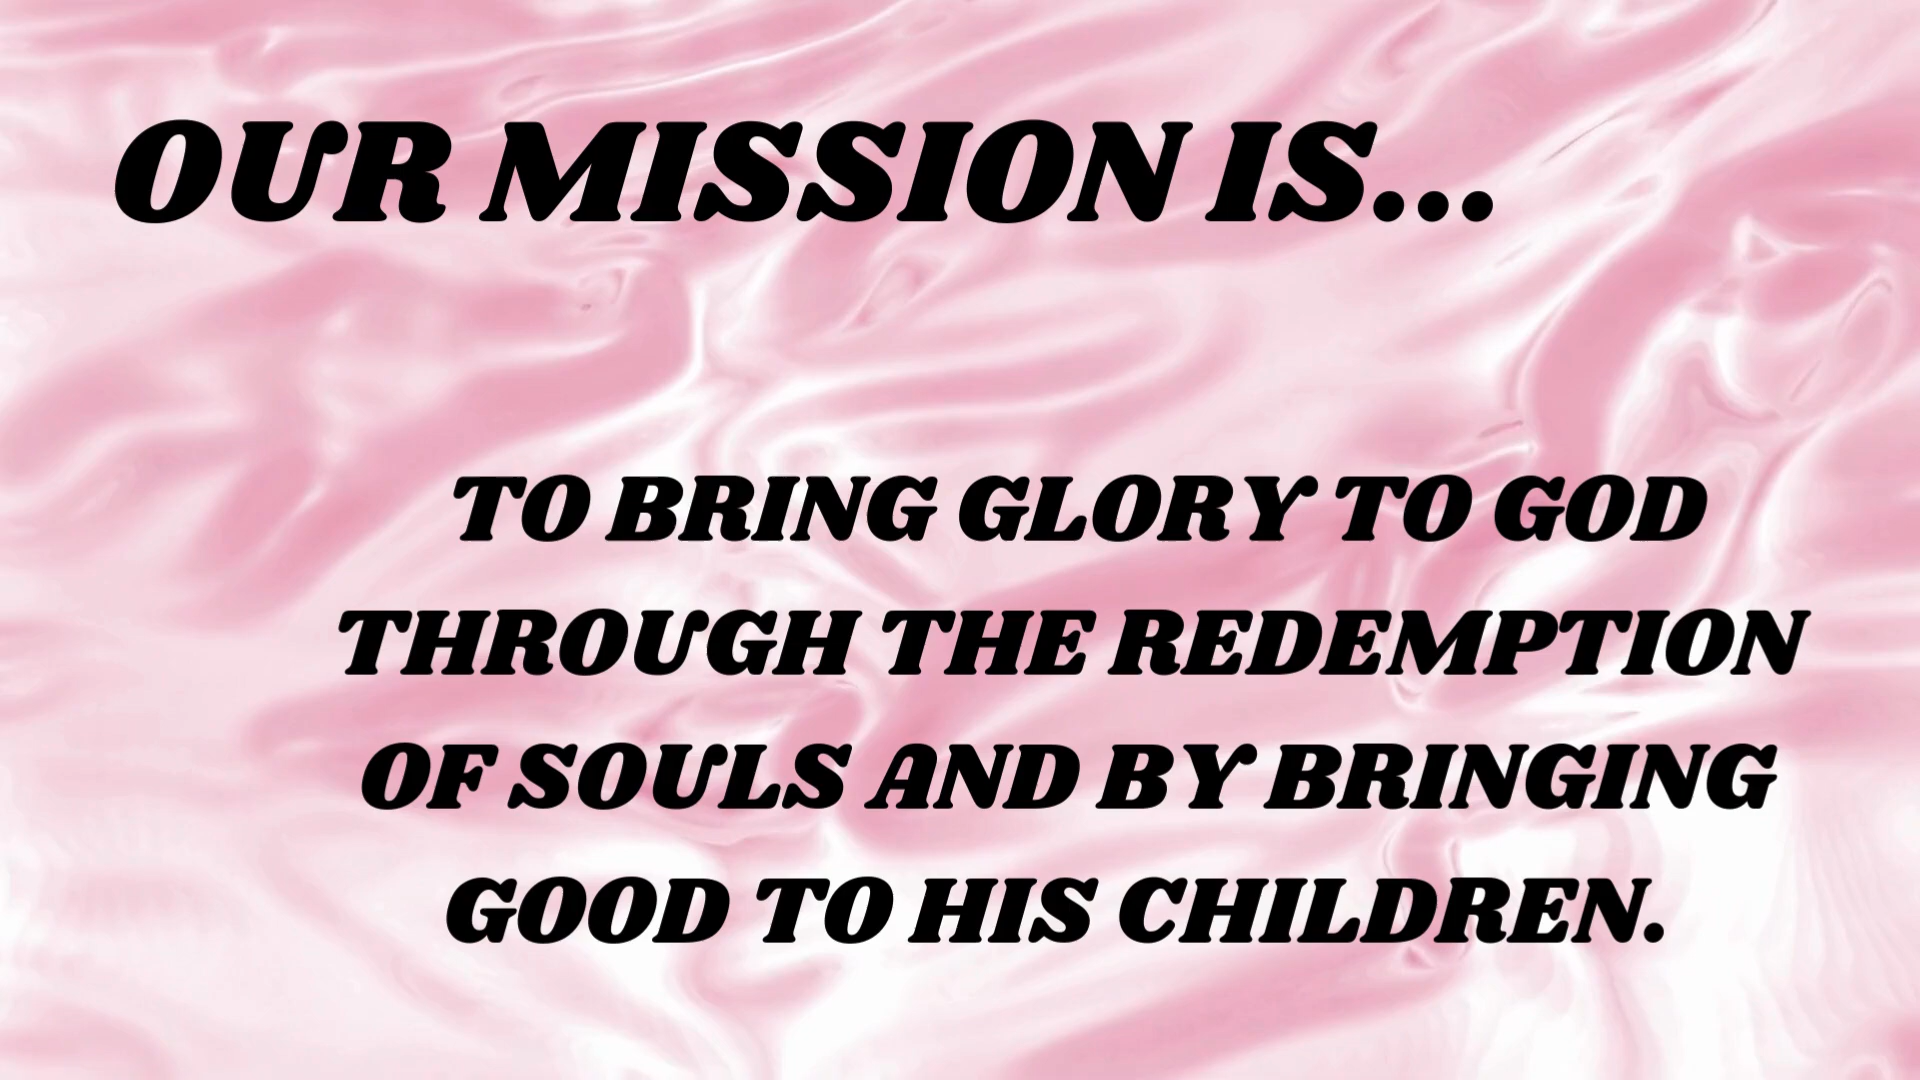 OUR MISSION IS...
TO BRING GLORY TO GOD
THROUGH THE REDEMPTION
OF SOULS AND BY BRINGING
GOOD TO HIS CHILDREN.